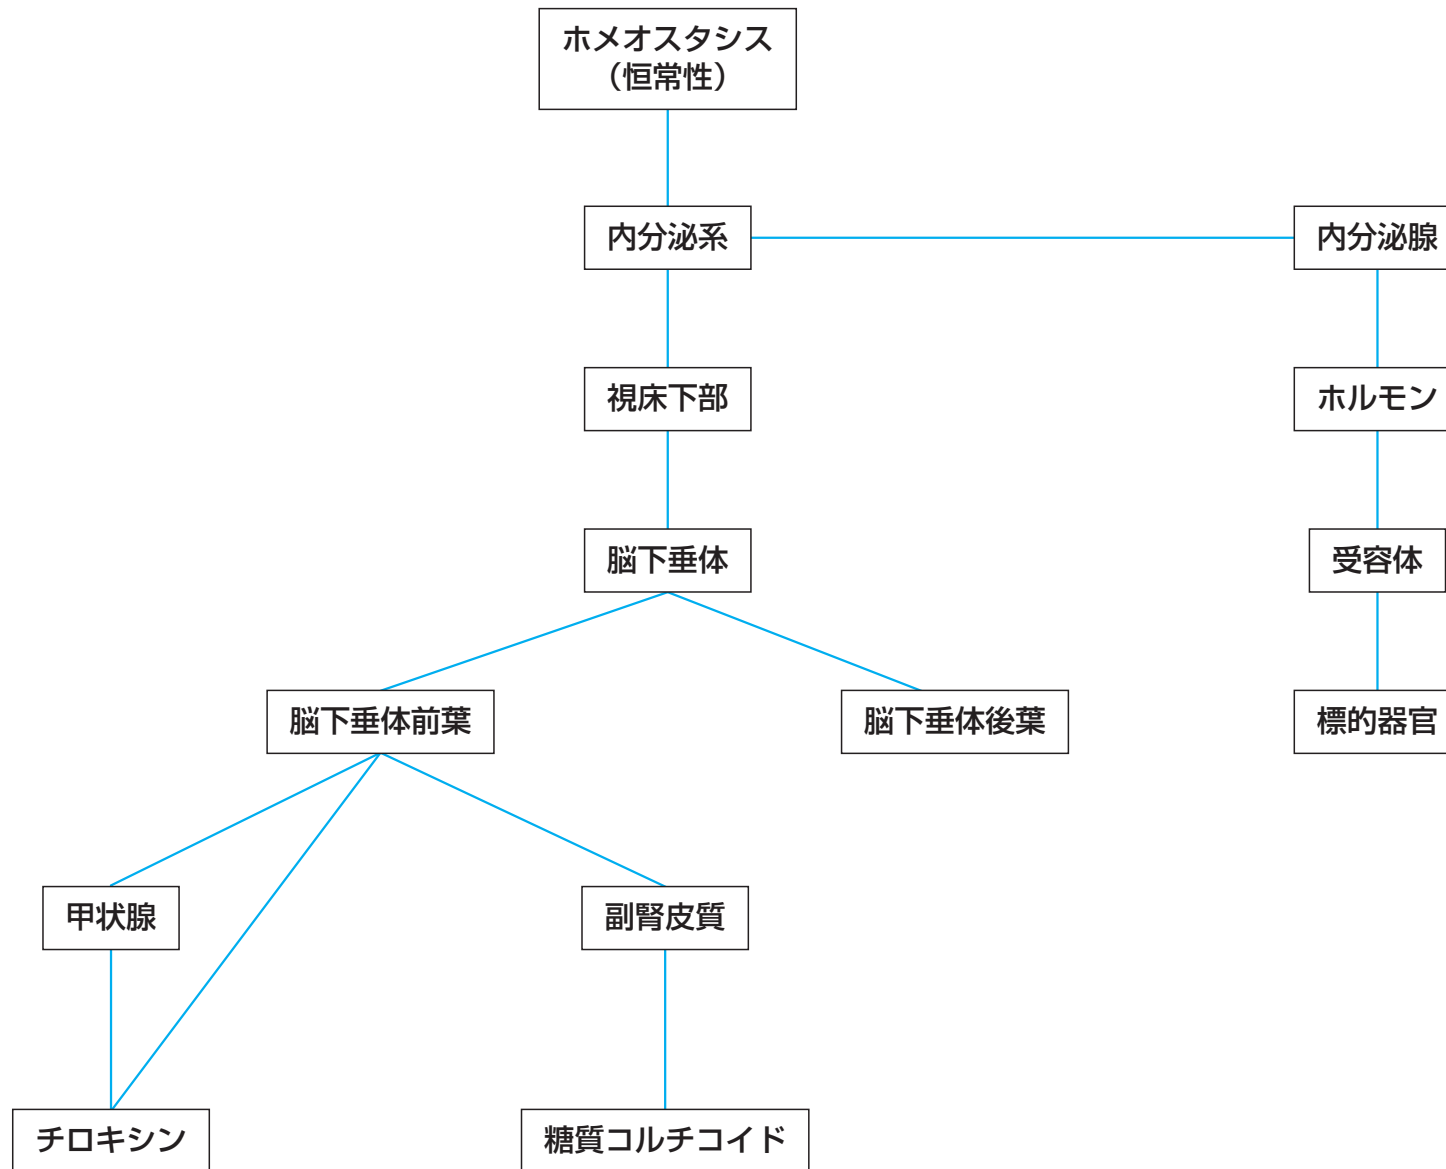 ホメオスタシス
（恒常性）
内分泌系
内分泌腺
視床下部
ホルモン
脳下垂体
受容体
脳下垂体前葉
脳下垂体後葉
標的器官
甲状腺
副腎皮質
チロキシン
糖質コルチコイド